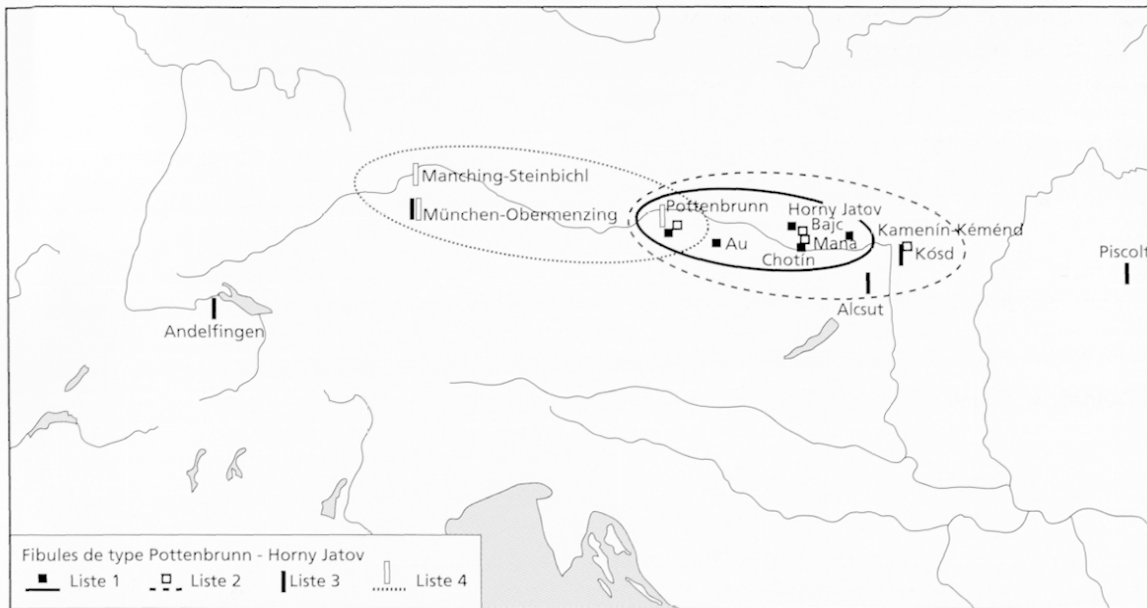 Manching-Steinbichl
München-Obermenzing
Pottenbrunn
Horny Jatov
Bajc
Kamenín-Kéménd
Au
Mana
Kósd
Chotín
Piscolt
Alcsut
Andelfingen
Fibules de type Pottenbrunn - Horny Jatov
Liste 1 Liste 2 Liste 3 Liste 4